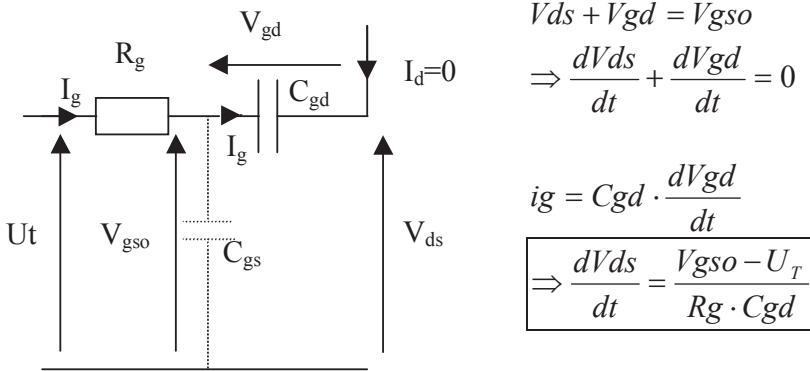 V_gd
R_g
I_d=0
I_g
C_gd
I_g
Ut
V_gso
C_gs
V_ds
Vds + Vgd = Vgso
⇒ dVds/dt + dVgd/dt = 0
ig = Cgd · dVgd/dt
⇒ dVds/dt = (Vgso − U_T)/(Rg · Cgd)